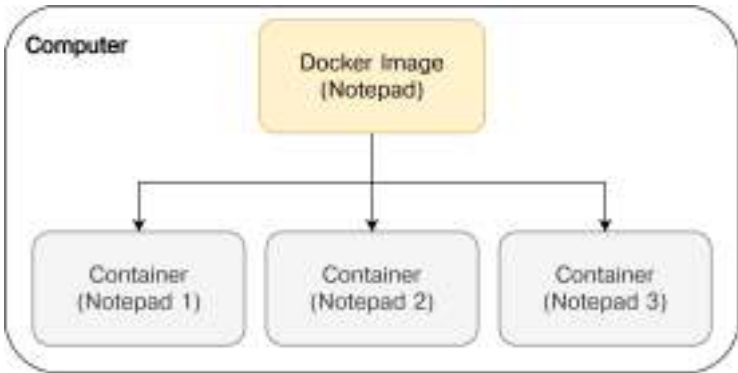 Computer
Docker Image
(Notepad)
Container
(Notepad 1)
Container
(Notepad 2)
Container
(Notepad 3)